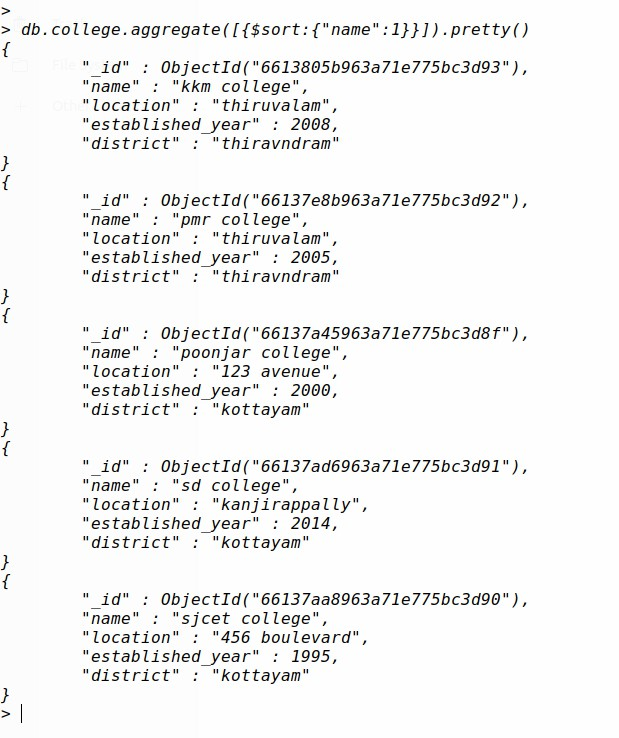 >
> db.college.aggregate([{$sort:{"name":1}}]).pretty()
{
"_id" : ObjectId("6613805b963a71e775bc3d93"),
"name" : "kkm college",
"location" : "thiruvalam",
"established_year" : 2008,
"district" : "thiravndram"
}
{
"_id" : ObjectId("66137e8b963a71e775bc3d92"),
"name" : "pmr college",
"location" : "thiruvalam",
"established_year" : 2005,
"district" : "thiravndram"
}
{
"_id" : ObjectId("66137a45963a71e775bc3d8f"),
"name" : "poonjar college",
"location" : "123 avenue",
"established_year" : 2000,
"district" : "kottayam"
}
{
"_id" : ObjectId("66137ad6963a71e775bc3d91"),
"name" : "sd college",
"location" : "kanjirappally",
"established_year" : 2014,
"district" : "kottayam"
}
{
"_id" : ObjectId("66137aa8963a71e775bc3d90"),
"name" : "sjcet college",
"location" : "456 boulevard",
"established_year" : 1995,
"district" : "kottayam"
}
>